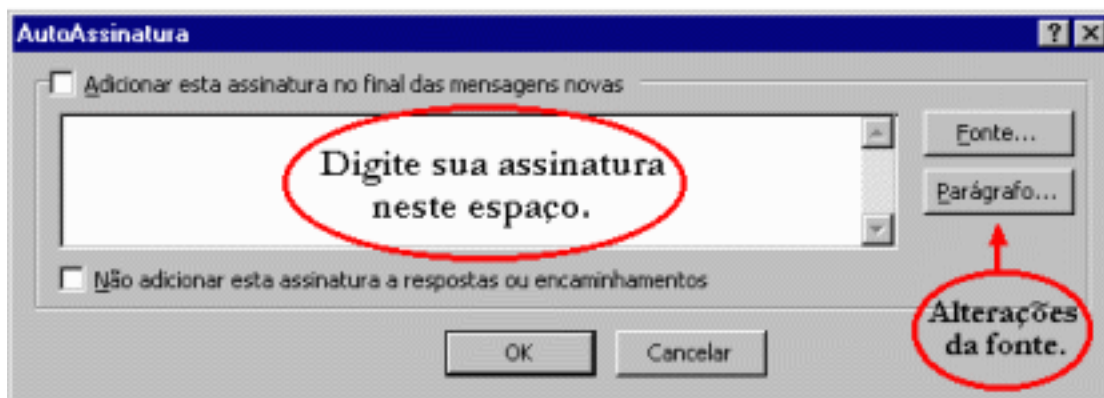 AutoAssinatura
Adicionar esta assinatura no final das mensagens novas
Digite sua assinatura
neste espaço.
Fonte...
Parágrafo...
Não adicionar esta assinatura a respostas ou encaminhamentos
Alterações
da fonte.
OK
Cancelar